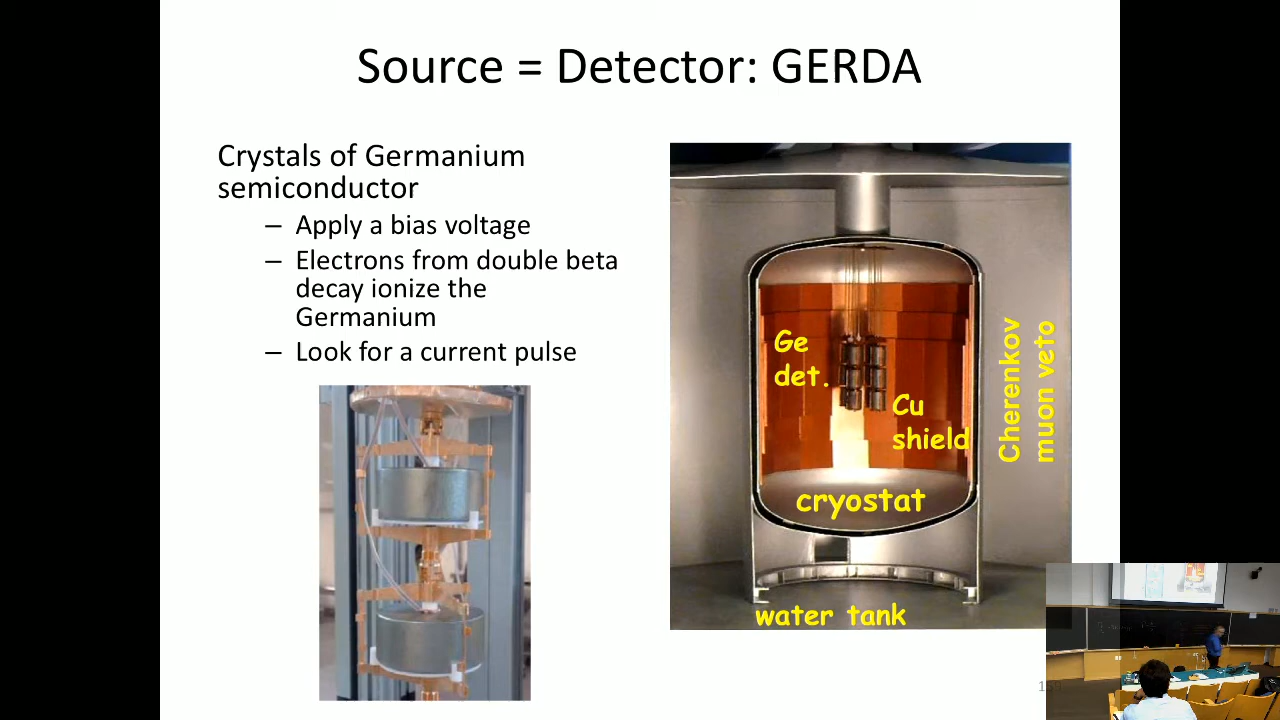 Source = Detector: GERDA
Crystals of Germanium
semiconductor
– Apply a bias voltage
– Electrons from double beta
decay ionize the
Germanium
– Look for a current pulse
Ge
det.
Cu
shield
cryostat
Cherenkov
muon veto
water tank